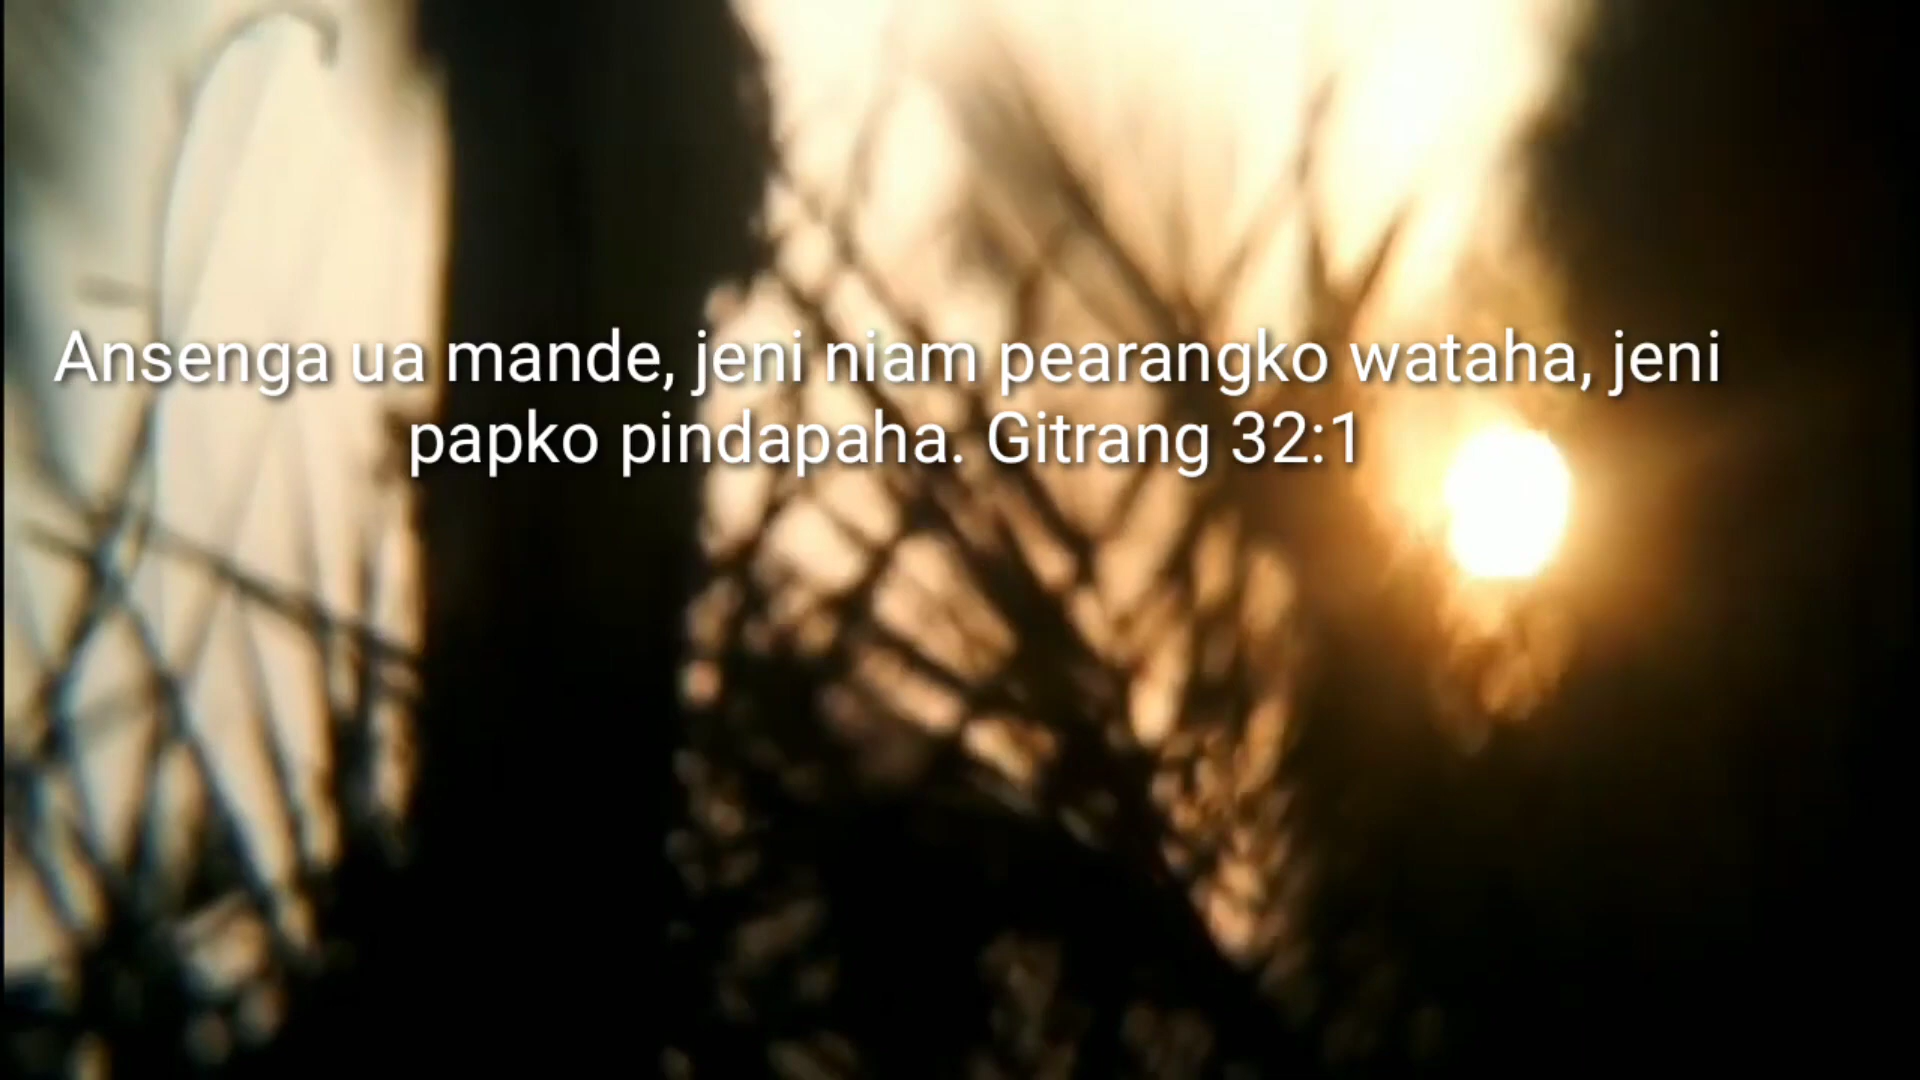 Ansenga ua mande, jeni niam pearangko wataha, jeni
papko pindapaha. Gitrang 32:1